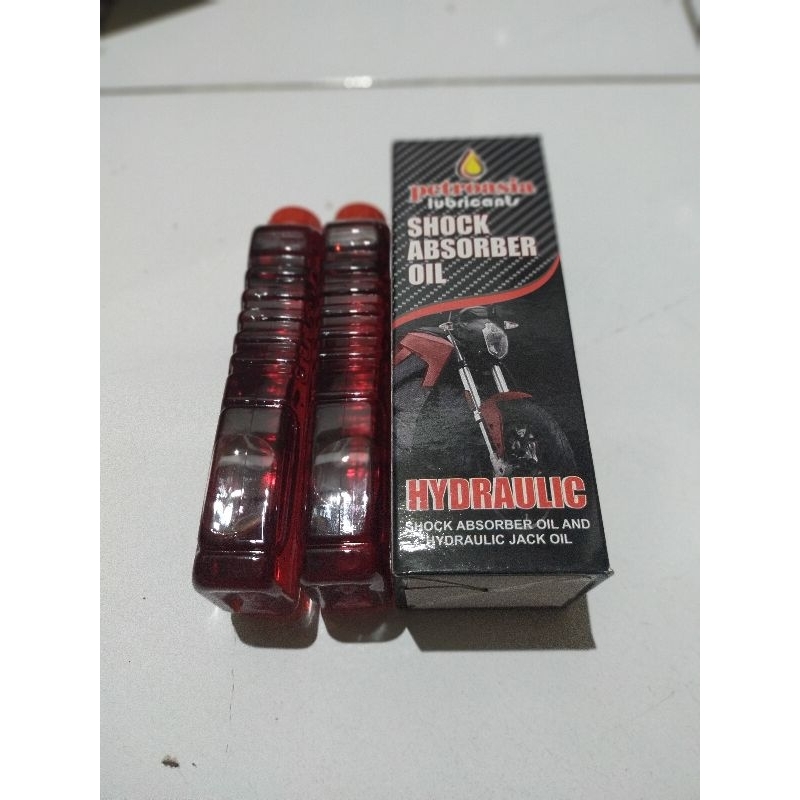 petroasia
lubricants
SHOCK
ABSORBER
OIL
HYDRAULIC
SHOCK ABSORBER OIL AND
HYDRAULIC JACK OIL